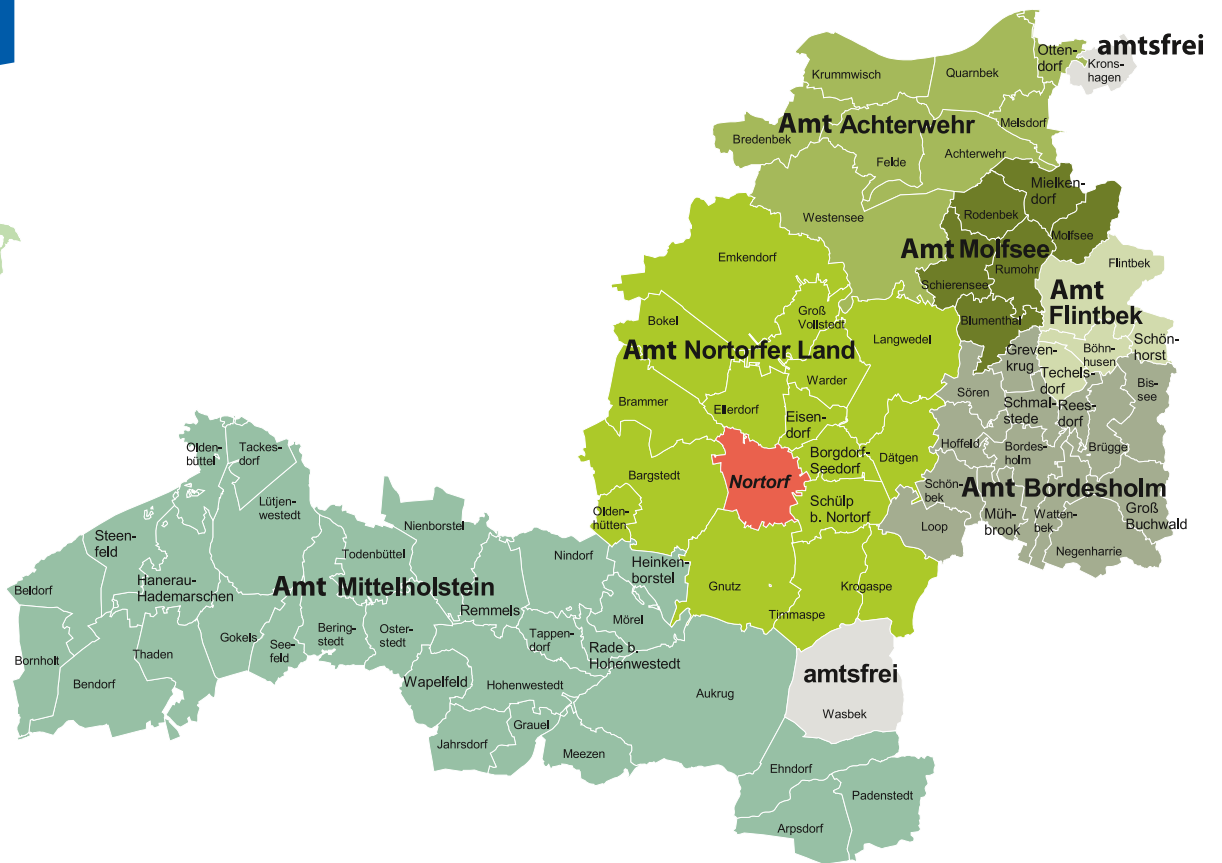 Otten-
dorf
amtsfrei
Krons-
hagen
Krummwisch
Quarnbek
Melsdorf
Amt Achterwehr
Bredenbek
Felde
Achterwehr
Westensee
Mielken-
dorf
Rodenbek
Molfsee
Amt Molfsee
Rumohr
Schierensee
Blumenthal
Flintbek
Amt
Flintbek
Böhn-
husen
Schön-
horst
Techels-
dorf
Emkendorf
Groß
Vollstedt
Bokel
Langwedel
Amt Nortorfer Land
Warder
Brammer
Ellerdorf
Eisen-
dorf
Borgdorf-
Seedorf
Dätgen
Bargstedt
Nortorf
Schülp
b. Nortorf
Olden-
hütten
Gnutz
Timmaspe
Krogaspe
Greven-
krug
Sören
Schmal-
stede
Rees-
dorf
Bis-
see
Hoffeld
Bordes-
holm
Brügge
Schön-
bek
Amt Bordesholm
Loop
Müh-
brook
Watten-
bek
Groß
Buchwald
Negenharrie
Olden-
büttel
Tackes-
dorf
Lütjen-
westedt
Nienborstel
Steen-
feld
Todenbüttel
Nindorf
Heinken-
borstel
Beldorf
Hanerau-
Hademarschen
Amt Mittelholstein
Remmels
Mörel
Gokels
See-
feld
Bering-
stedt
Oster-
stedt
Tappen-
dorf
Rade b.
Hohenwestedt
Bornholt
Thaden
Bendorf
Wapelfeld
Hohenwestedt
Aukrug
Grauel
Jahrsdorf
Meezen
amtsfrei
Wasbek
Ehndorf
Padenstedt
Arpsdorf